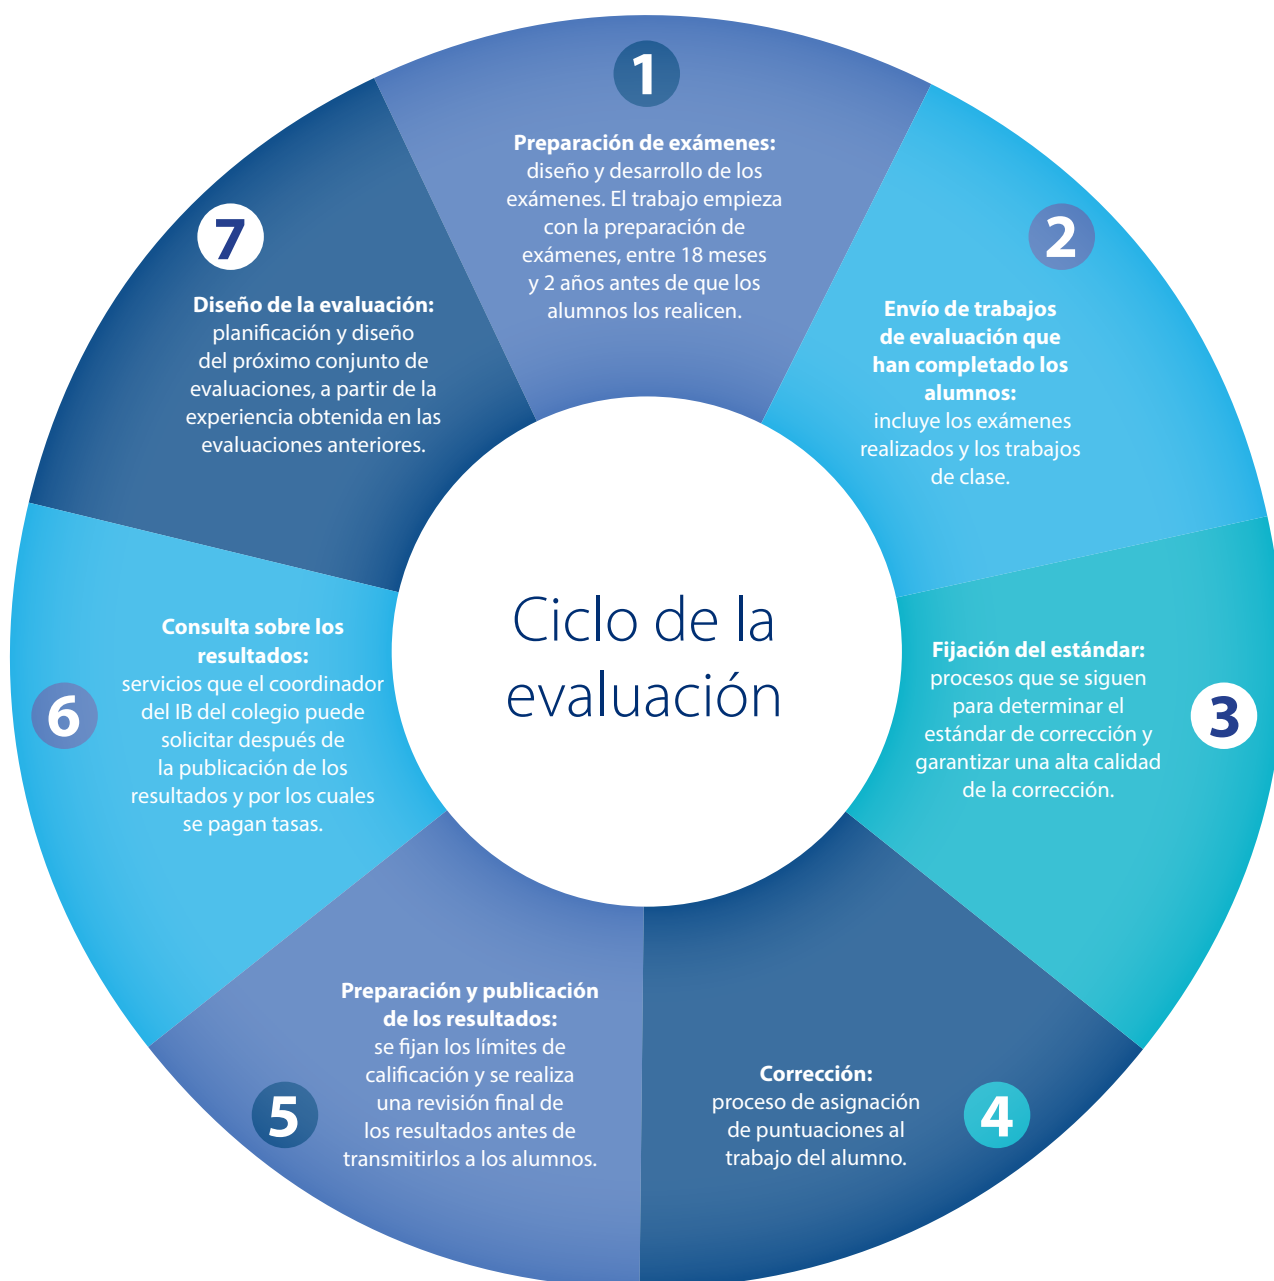 1
Preparación de exámenes:
diseño y desarrollo de los
exámenes. El trabajo empieza
con la preparación de
exámenes, entre 18 meses
y 2 años antes de que los
alumnos los realicen.
2
Envío de trabajos
de evaluación que
han completado los
alumnos:
incluye los exámenes
realizados y los trabajos
de clase.
3
Fijación del estándar:
procesos que se siguen
para determinar el
estándar de corrección y
garantizar una alta calidad
de la corrección.
4
Corrección:
proceso de asignación
de puntuaciones al
trabajo del alumno.
5
Preparación y publicación
de los resultados:
se fijan los límites de
calificación y se realiza
una revisión final de
los resultados antes de
transmitirlos a los alumnos.
6
Consulta sobre los
resultados:
servicios que el coordinador
del IB del colegio puede
solicitar después de
la publicación de los
resultados y por los cuales
se pagan tasas.
7
Diseño de la evaluación:
planificación y diseño
del próximo conjunto de
evaluaciones, a partir de la
experiencia obtenida en las
evaluaciones anteriores.
Ciclo de la
evaluación